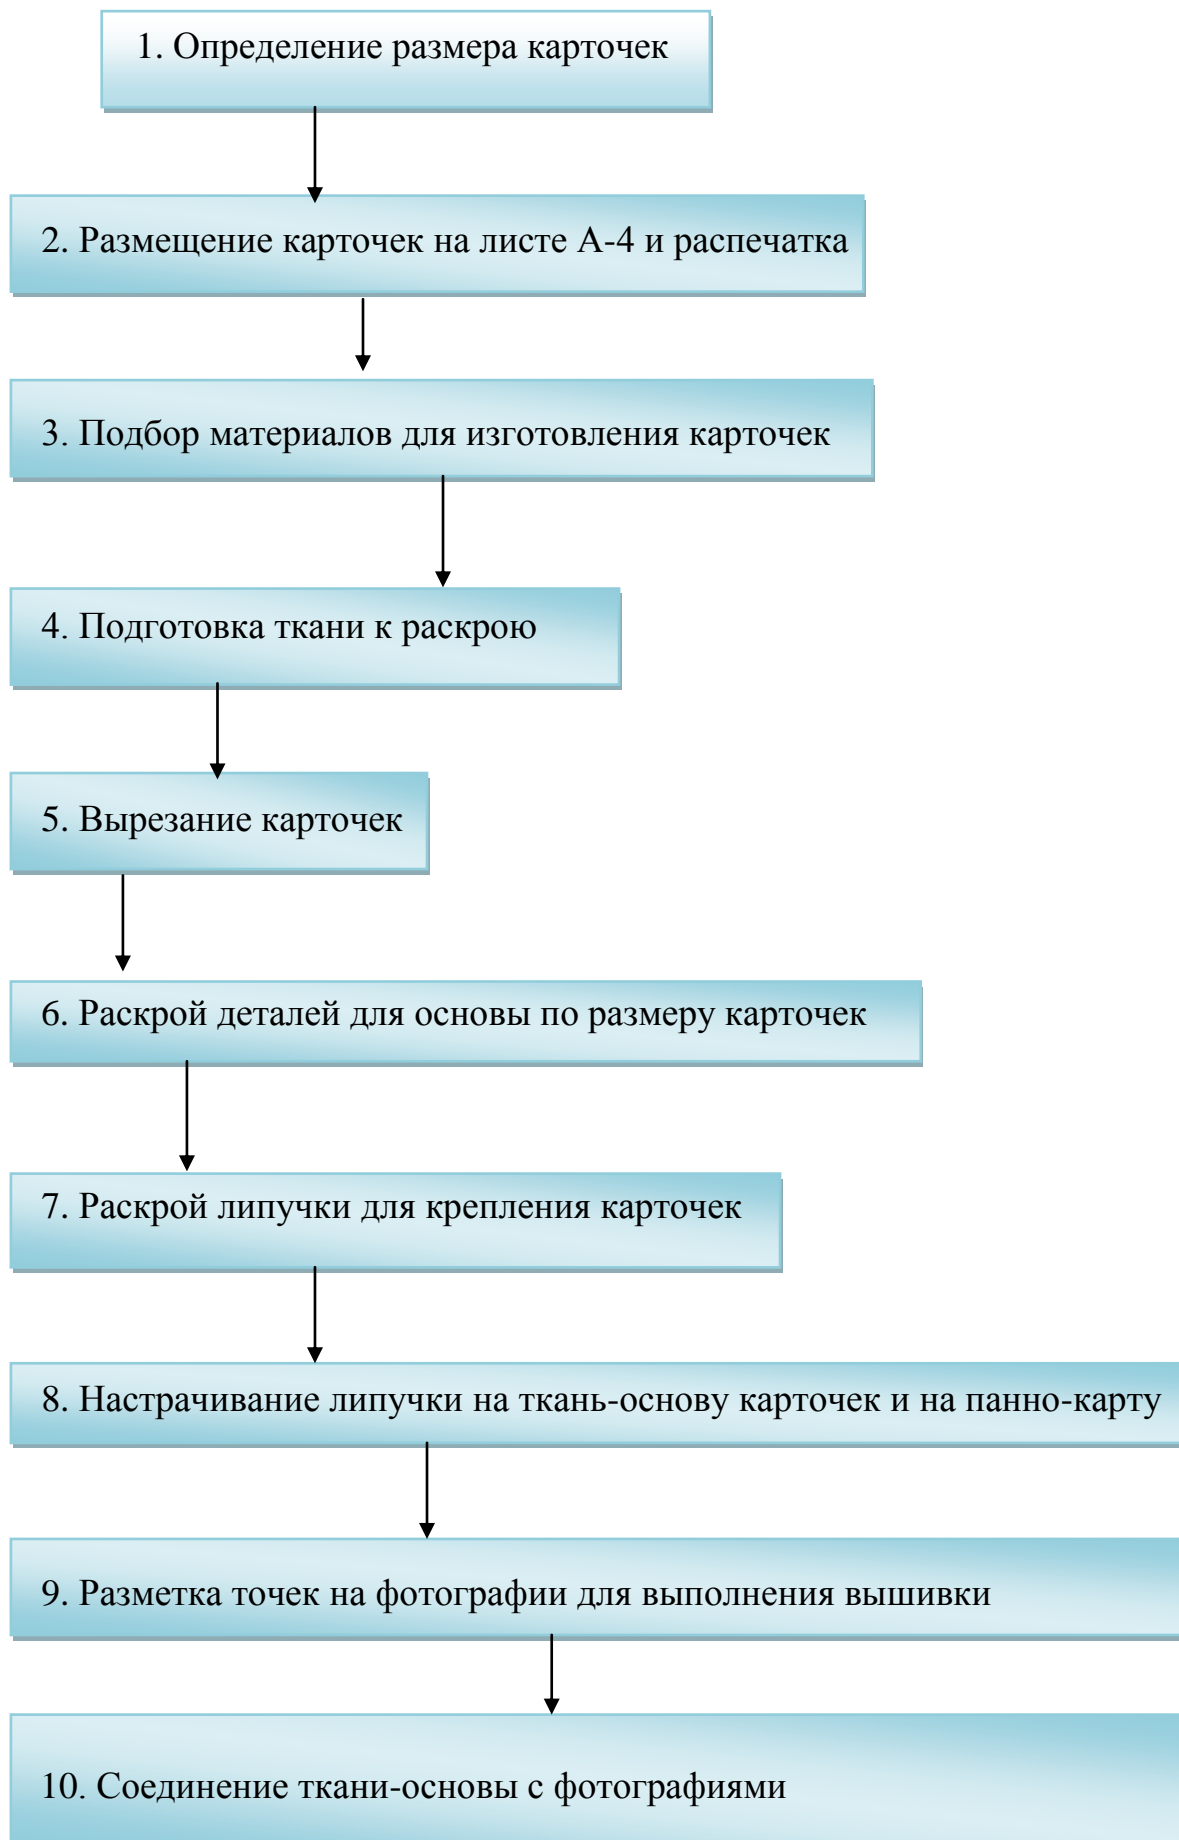 1. Определение размера карточек
2. Размещение карточек на листе А-4 и распечатка
3. Подбор материалов для изготовления карточек
4. Подготовка ткани к раскрою
5. Вырезание карточек
6. Раскрой деталей для основы по размеру карточек
7. Раскрой липучки для крепления карточек
8. Настрачивание липучки на ткань-основу карточек и на панно-карту
9. Разметка точек на фотографии для выполнения вышивки
10. Соединение ткани-основы с фотографиями